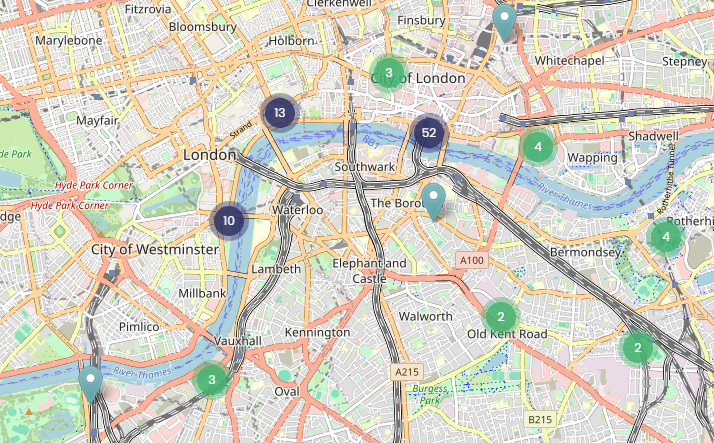 Clerkenwell
Fitzrovia
Finsbury
Bloomsbury
Marylebone
Holborn
Whitechapel
Stepney
3
City of London
13
Mayfair
Strand
52
RB1
Shadwell
4
London
Wapping
de Park
Southwark
Rotherhithe Tunnel
Hyde Park Corner
River Thames
Hyde Park Corner
The Boro
Waterloo
dge
10
Rotherhi
4
City of Westminster
Bermondsey
A100
Lambeth
Elephant and
Castle
Millbank
2
Walworth
Pimlico
Kennington
Old Kent Road
Vauxhall
2
River Thames
A215
3
Oval
Burgess
Park
B215